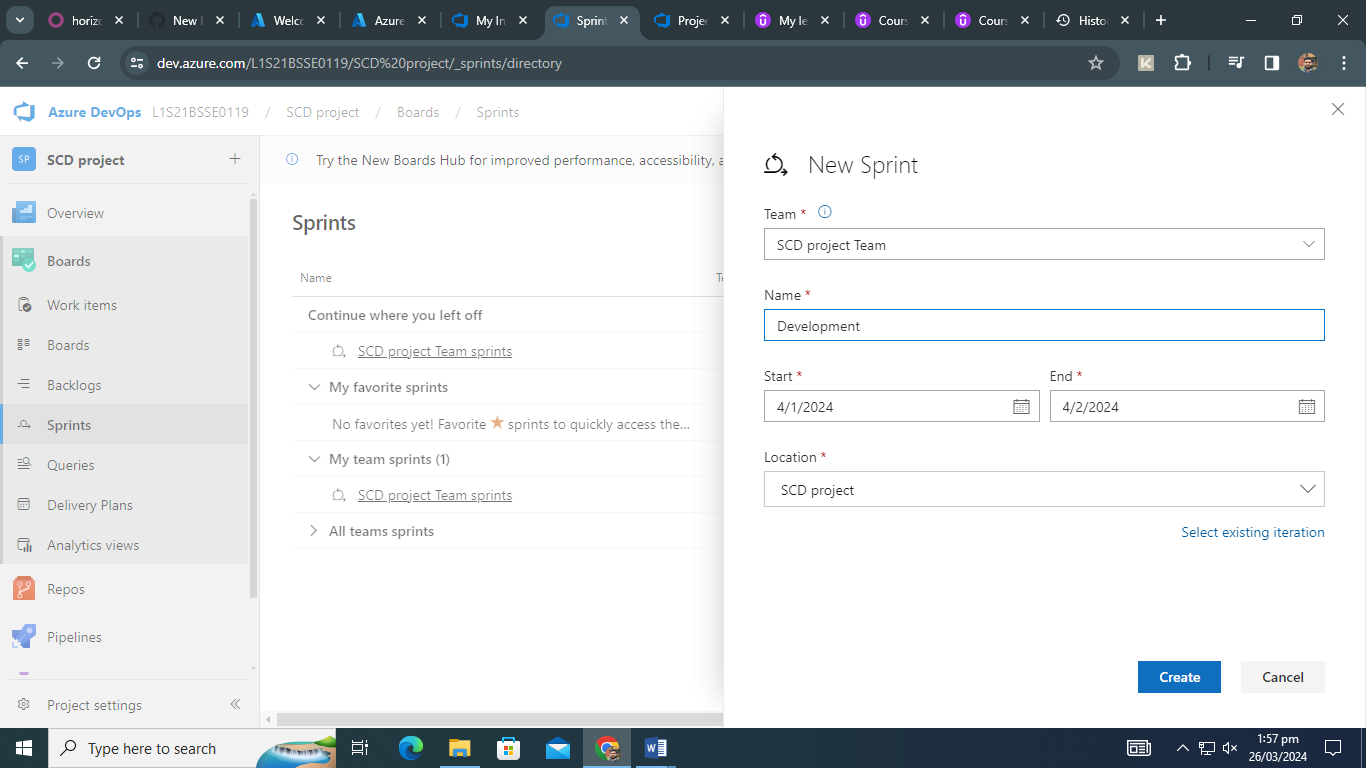 horizo
New I
Welco
Azure
My In
Sprint
Projec
My le
Cours
Cours
Histo
dev.azure.com/L1S21BSSE0119/SCD%20project/_sprints/directory
Azure DevOps L1S21BSSE0119 / SCD project / Boards / Sprints
SP SCD project
Overview
Boards
Work items
Boards
Backlogs
Sprints
Queries
Delivery Plans
Analytics views
Repos
Pipelines
Project settings
Try the New Boards Hub for improved performance, accessibility, a
Sprints
Name
Continue where you left off
SCD project Team sprints
My favorite sprints
No favorites yet! Favorite ★ sprints to quickly access the...
My team sprints (1)
SCD project Team sprints
All teams sprints
New Sprint
Team *
SCD project Team
Name *
Development
Start * End *
4/1/2024 4/2/2024
Location *
SCD project
Select existing iteration
Create Cancel
Type here to search
1:57 pm
26/03/2024